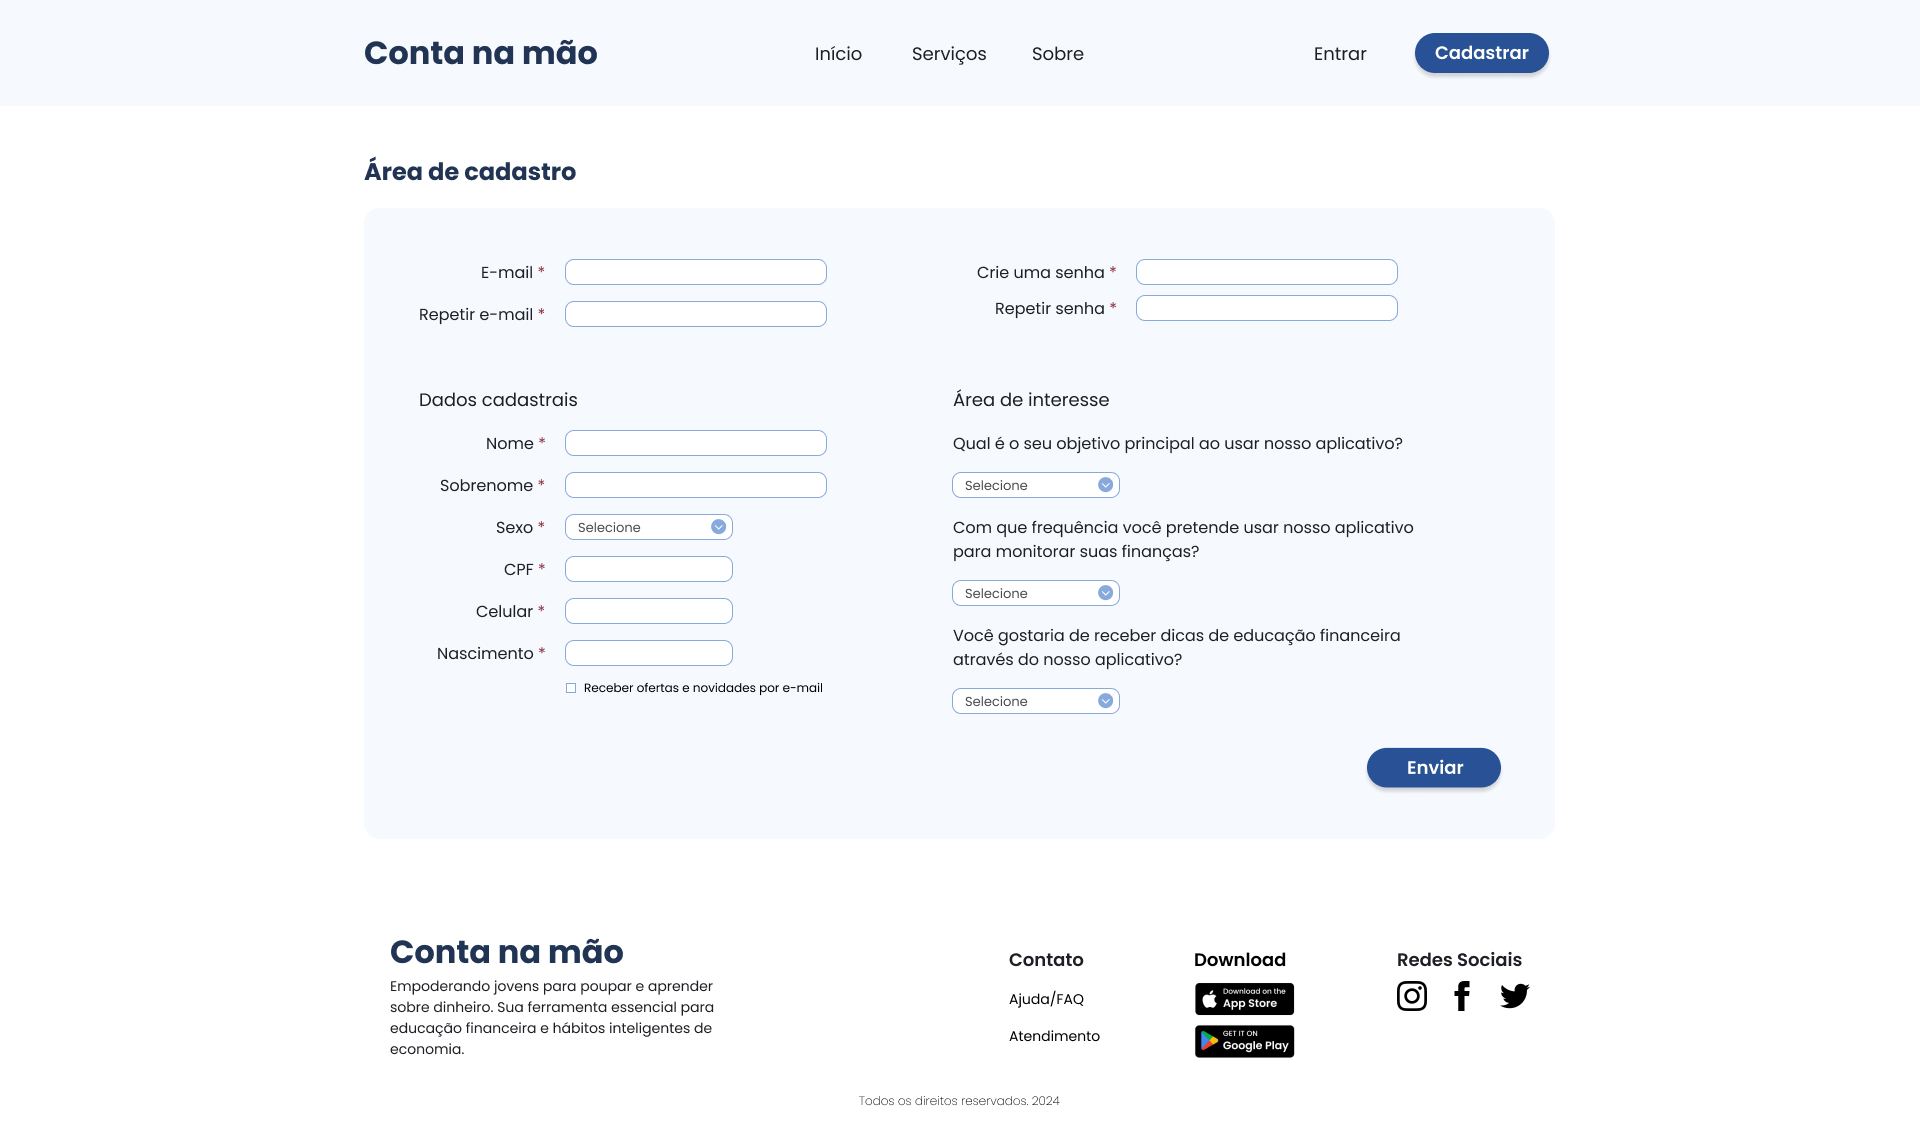 Conta na mão
Início
Serviços
Sobre
Entrar
Cadastrar
Área de cadastro
E-mail *
Repetir e-mail *
Crie uma senha *
Repetir senha *
Dados cadastrais
Nome *
Sobrenome *
Sexo *
Selecione
CPF *
Celular *
Nascimento *
Receber ofertas e novidades por e-mail
Área de interesse
Qual é o seu objetivo principal ao usar nosso aplicativo?
Selecione
Com que frequência você pretende usar nosso aplicativo
para monitorar suas finanças?
Selecione
Você gostaria de receber dicas de educação financeira
através do nosso aplicativo?
Selecione
Enviar
Conta na mão
Empoderando jovens para poupar e aprender
sobre dinheiro. Sua ferramenta essencial para
educação financeira e hábitos inteligentes de
economia.
Contato
Ajuda/FAQ
Atendimento
Download
Download on the
App Store
GET IT ON
Google Play
Redes Sociais
Todos os direitos reservados. 2024